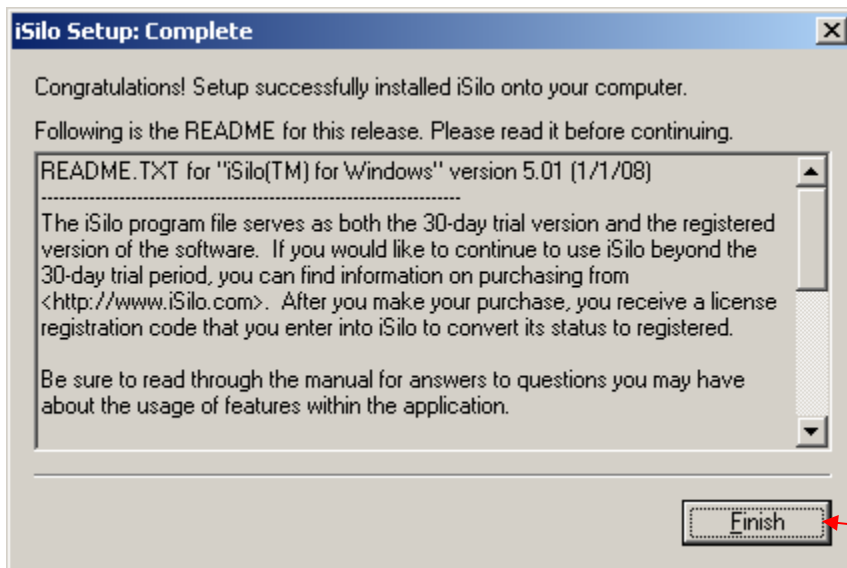 iSilo Setup: Complete
Congratulations! Setup successfully installed iSilo onto your computer.
Following is the README for this release. Please read it before continuing.
README.TXT for "iSilo(TM) for Windows" version 5.01 (1/1/08)
----------------------------------------------------------------------
The iSilo program file serves as both the 30-day trial version and the registered
version of the software.  If you would like to continue to use iSilo beyond the
30-day trial period, you can find information on purchasing from
<http://www.iSilo.com>.  After you make your purchase, you receive a license
registration code that you enter into iSilo to convert its status to registered.
Be sure to read through the manual for answers to questions you may have
about the usage of features within the application.
Finish